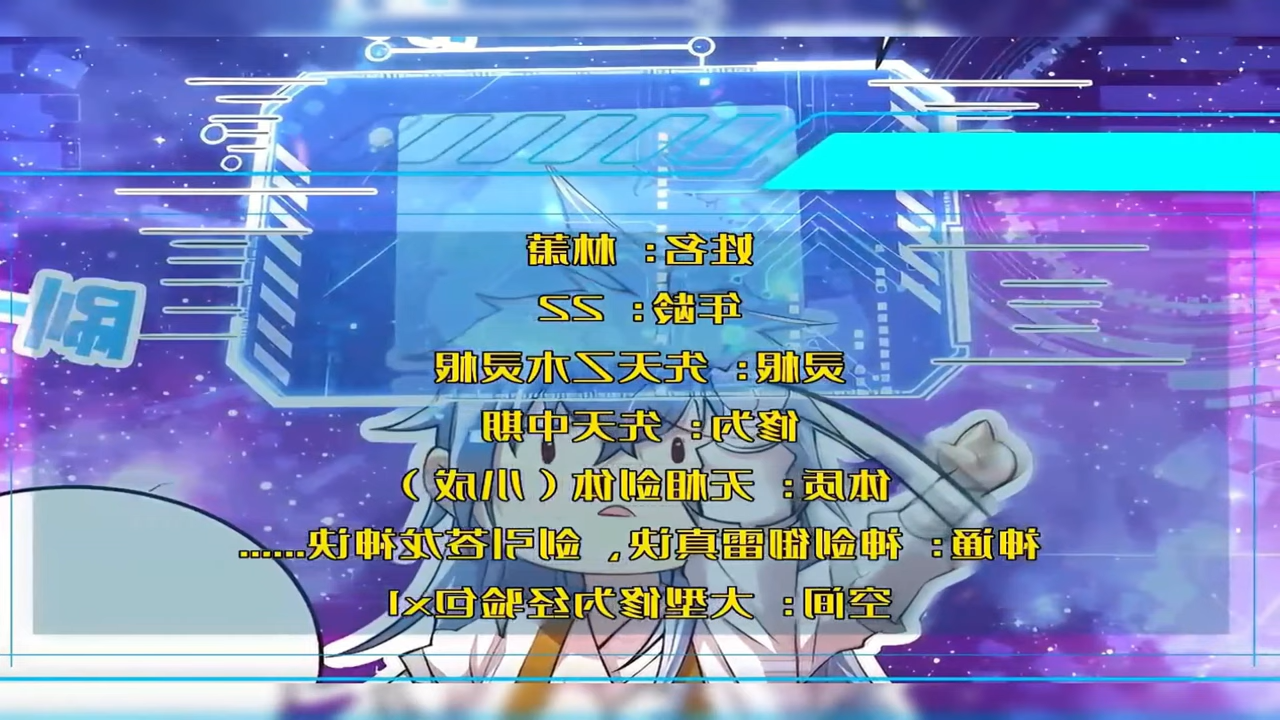 姓名：林萧
年龄：22
灵根：先天乙木灵根
修为：先天中期
体质：无相剑体（小成）
神通：神剑御雷真诀、剑引苍龙神诀......
空间：大型修为经验包x1